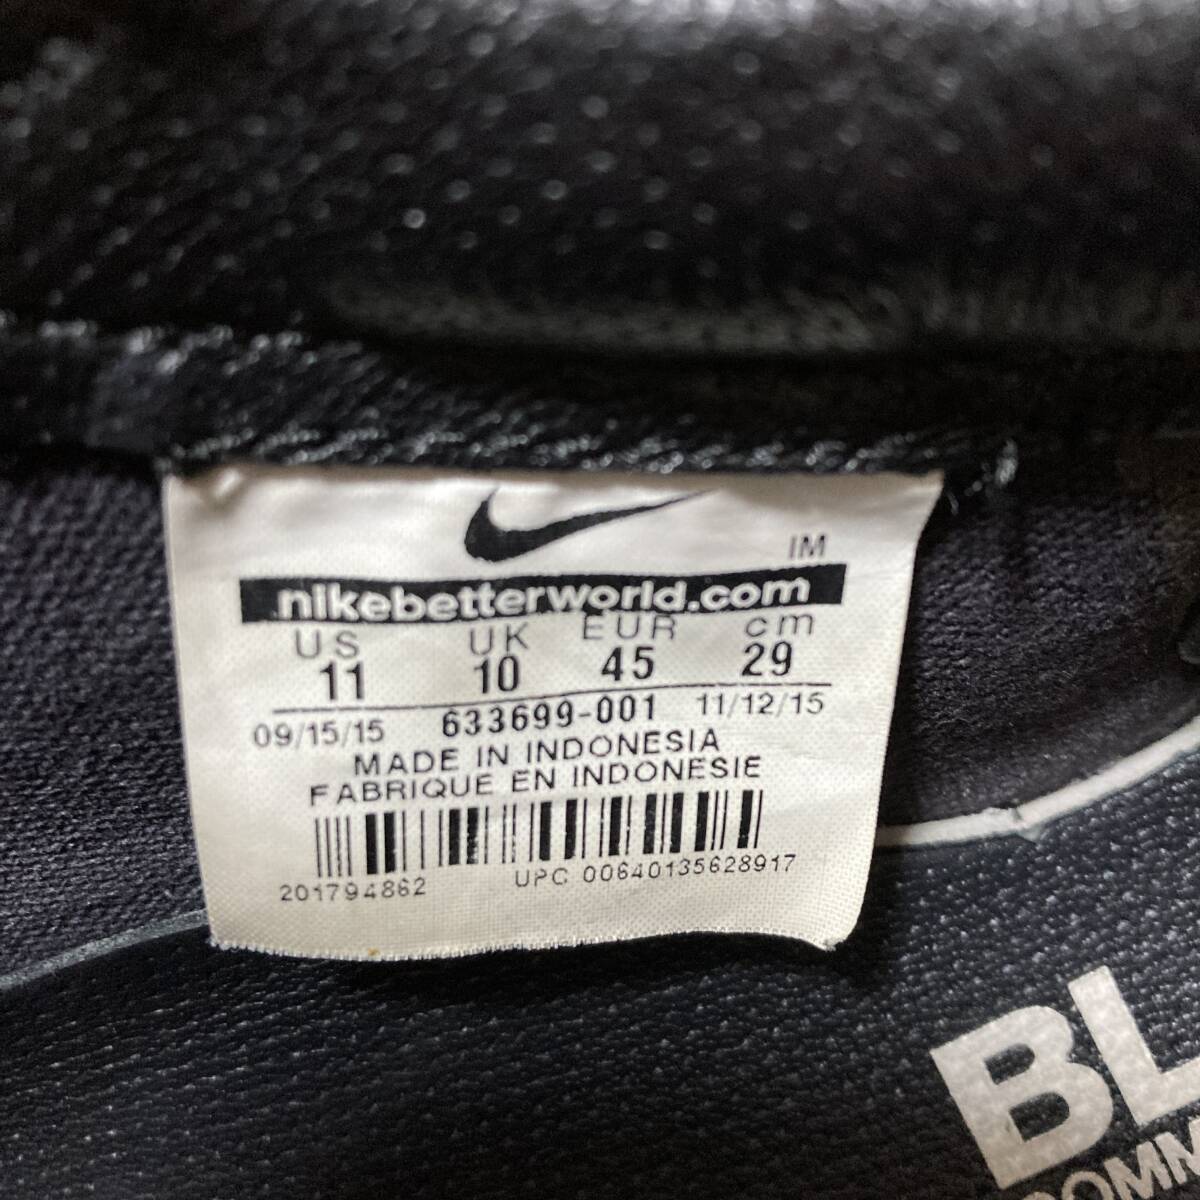 IM
nikebetterworld.com
US UK EUR cm
11 10 45 29
09/15/15 633699-001 11/12/15
MADE IN INDONESIA
FABRIQUE EN INDONESIE
201794862 UPC 00640135628917
BL
OMM